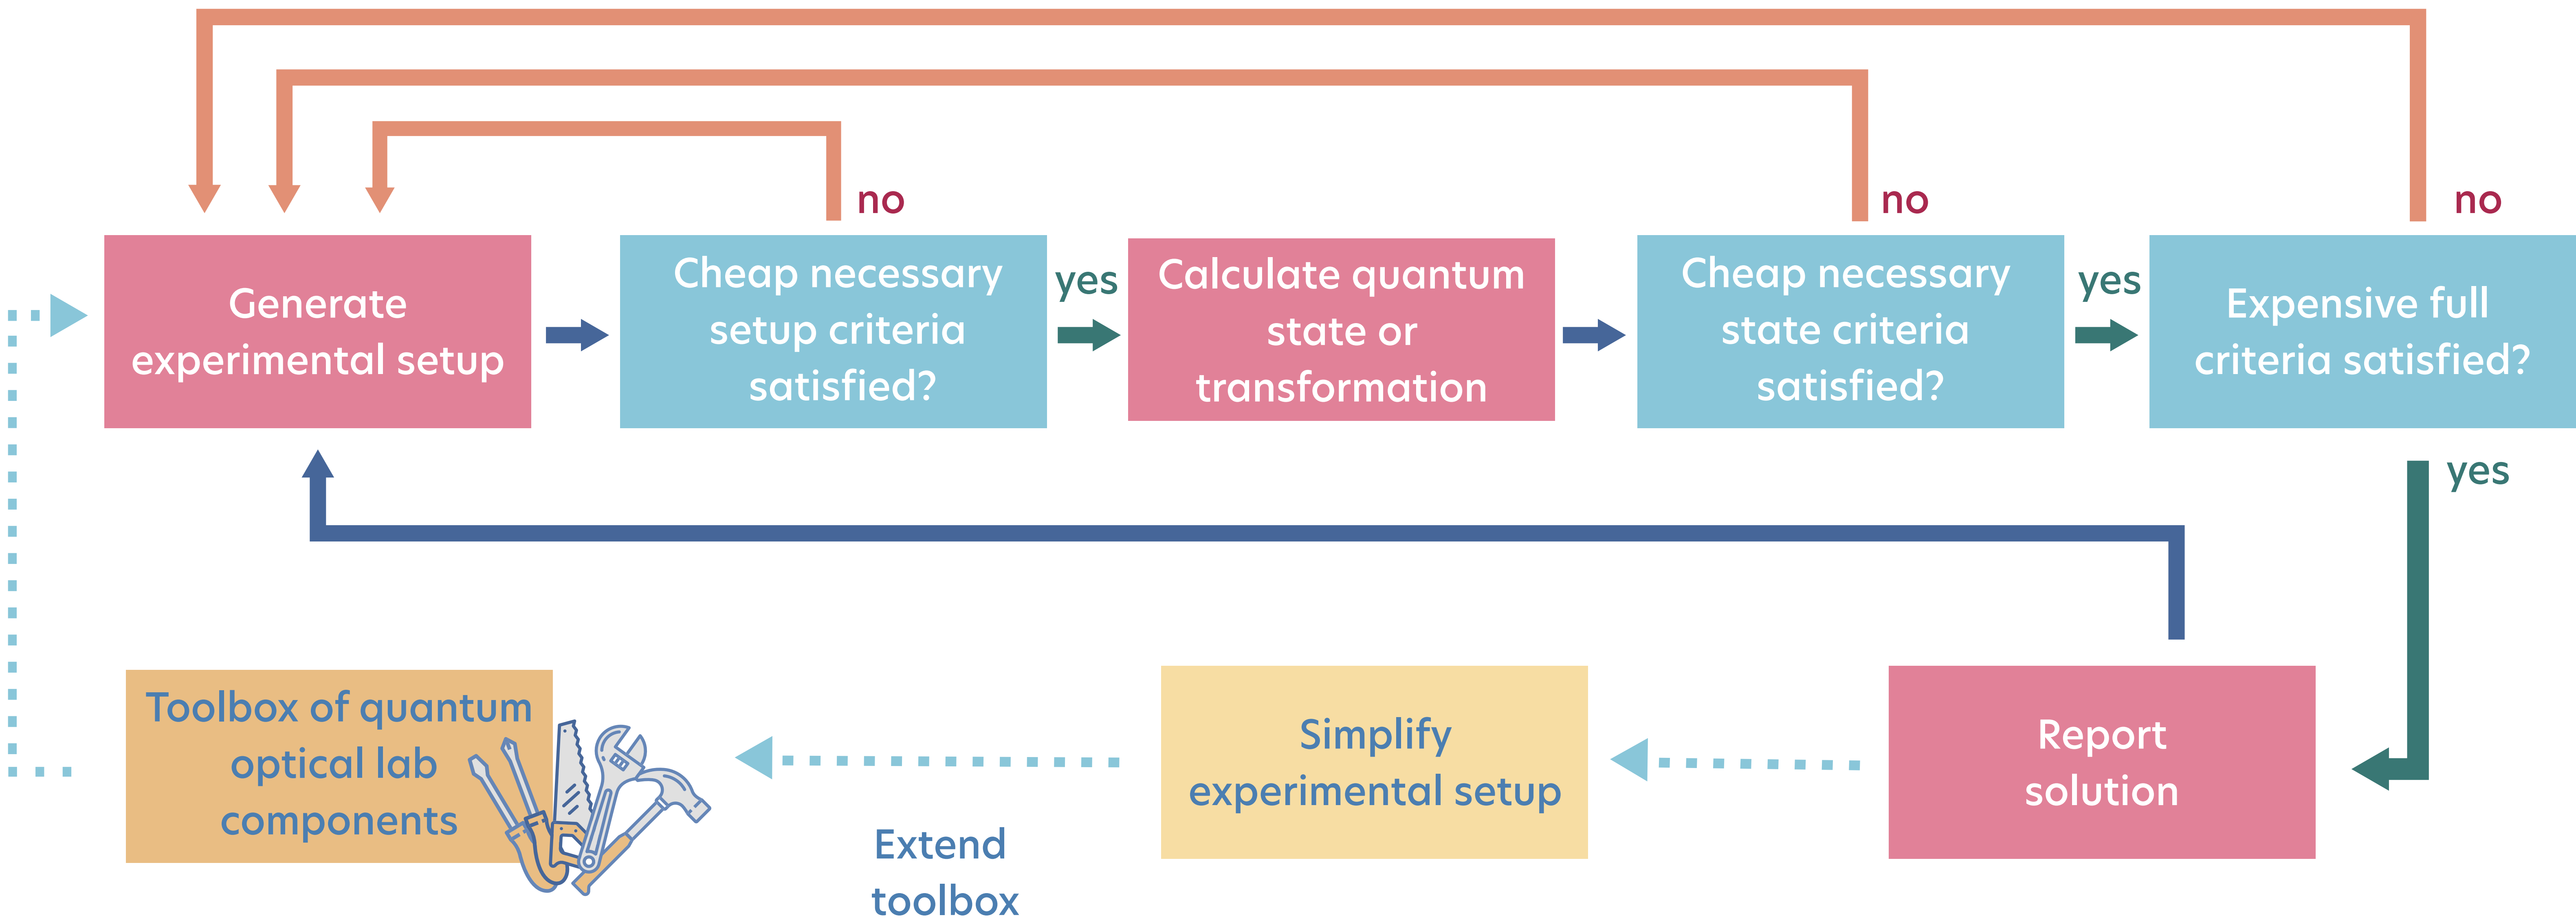 no
no
no
Generate
experimental setup
Cheap necessary
setup criteria
satisfied?
yes
Calculate quantum
state or
transformation
Cheap necessary
state criteria
satisfied?
yes
Expensive full
criteria satisfied?
yes
Toolbox of quantum
optical lab
components
Extend
toolbox
Simplify
experimental setup
Report
solution